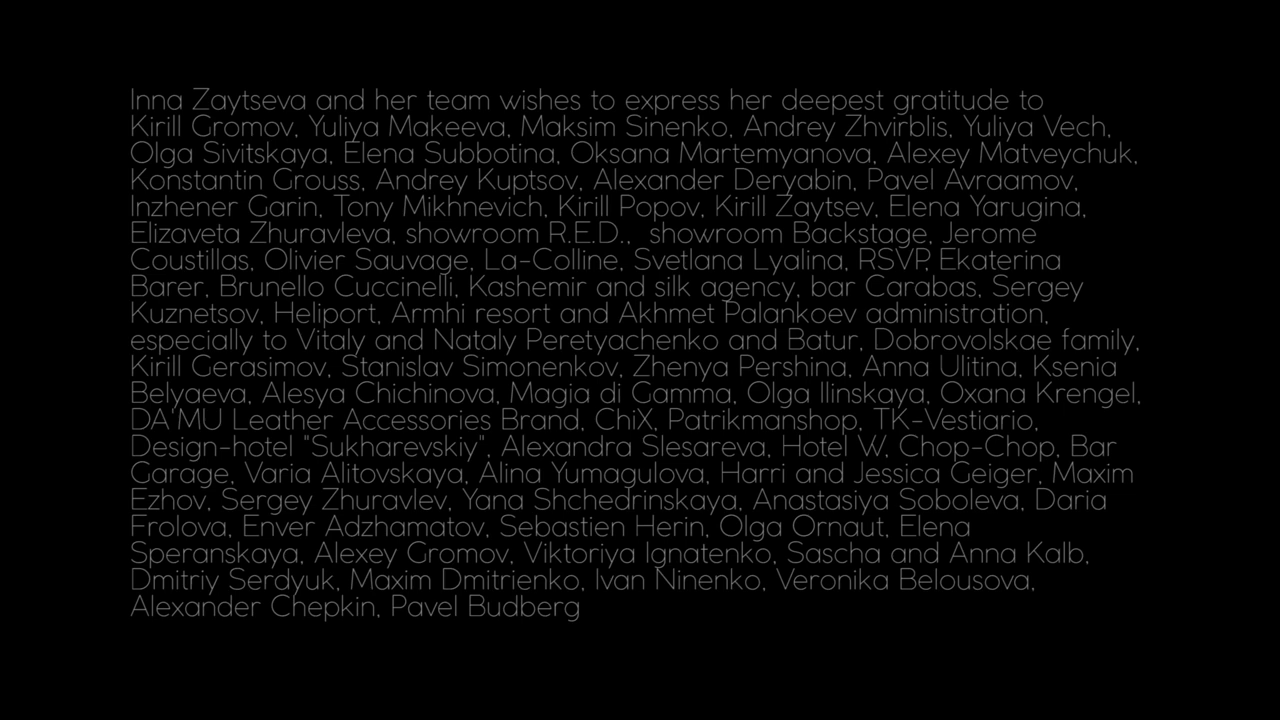 Inna Zaytseva and her team wishes to express her deepest gratitude to
Kirill Gromov, Yuliya Makeeva, Maksim Sinenko, Andrey Zhvirblis, Yuliya Vech,
Olga Sivitskaya, Elena Subbotina, Oksana Martemyanova, Alexey Matveychuk,
Konstantin Grouss, Andrey Kuptsov, Alexander Deryabin, Pavel Avraamov,
Inzhener Garin, Tony Mikhnevich, Kirill Popov, Kirill Zaytsev, Elena Yarugina,
Elizaveta Zhuravleva, showroom R.E.D., showroom Backstage, Jerome
Coustillas, Olivier Sauvage, La-Colline, Svetlana Lyalina, RSVP, Ekaterina
Barer, Brunello Cuccinelli, Kashemir and silk agency, bar Carabas, Sergey
Kuznetsov, Heliport, Armhi resort and Akhmet Palankoev administration,
especially to Vitaly and Nataly Peretyachenko and Batur, Dobrovolskae family,
Kirill Gerasimov, Stanislav Simonenkov, Zhenya Pershina, Anna Ulitina, Ksenia
Belyaeva, Alesya Chichinova, Magia di Gamma, Olga Ilinskaya, Oxana Krengel,
DA'MU Leather Accessories Brand, ChiX, Patrikmanshop, TK-Vestiario,
Design-hotel "Sukharevskiy", Alexandra Slesareva, Hotel W, Chop-Chop, Bar
Garage, Varia Alitovskaya, Alina Yumagulova, Harri and Jessica Geiger, Maxim
Ezhov, Sergey Zhuravlev, Yana Shchedrinskaya, Anastasiya Soboleva, Daria
Frolova, Enver Adzhamatov, Sebastien Herin, Olga Ornaut, Elena
Speranskaya, Alexey Gromov, Viktoriya Ignatenko, Sascha and Anna Kalb,
Dmitriy Serdyuk, Maxim Dmitrienko, Ivan Ninenko, Veronika Belousova,
Alexander Chepkin, Pavel Budberg